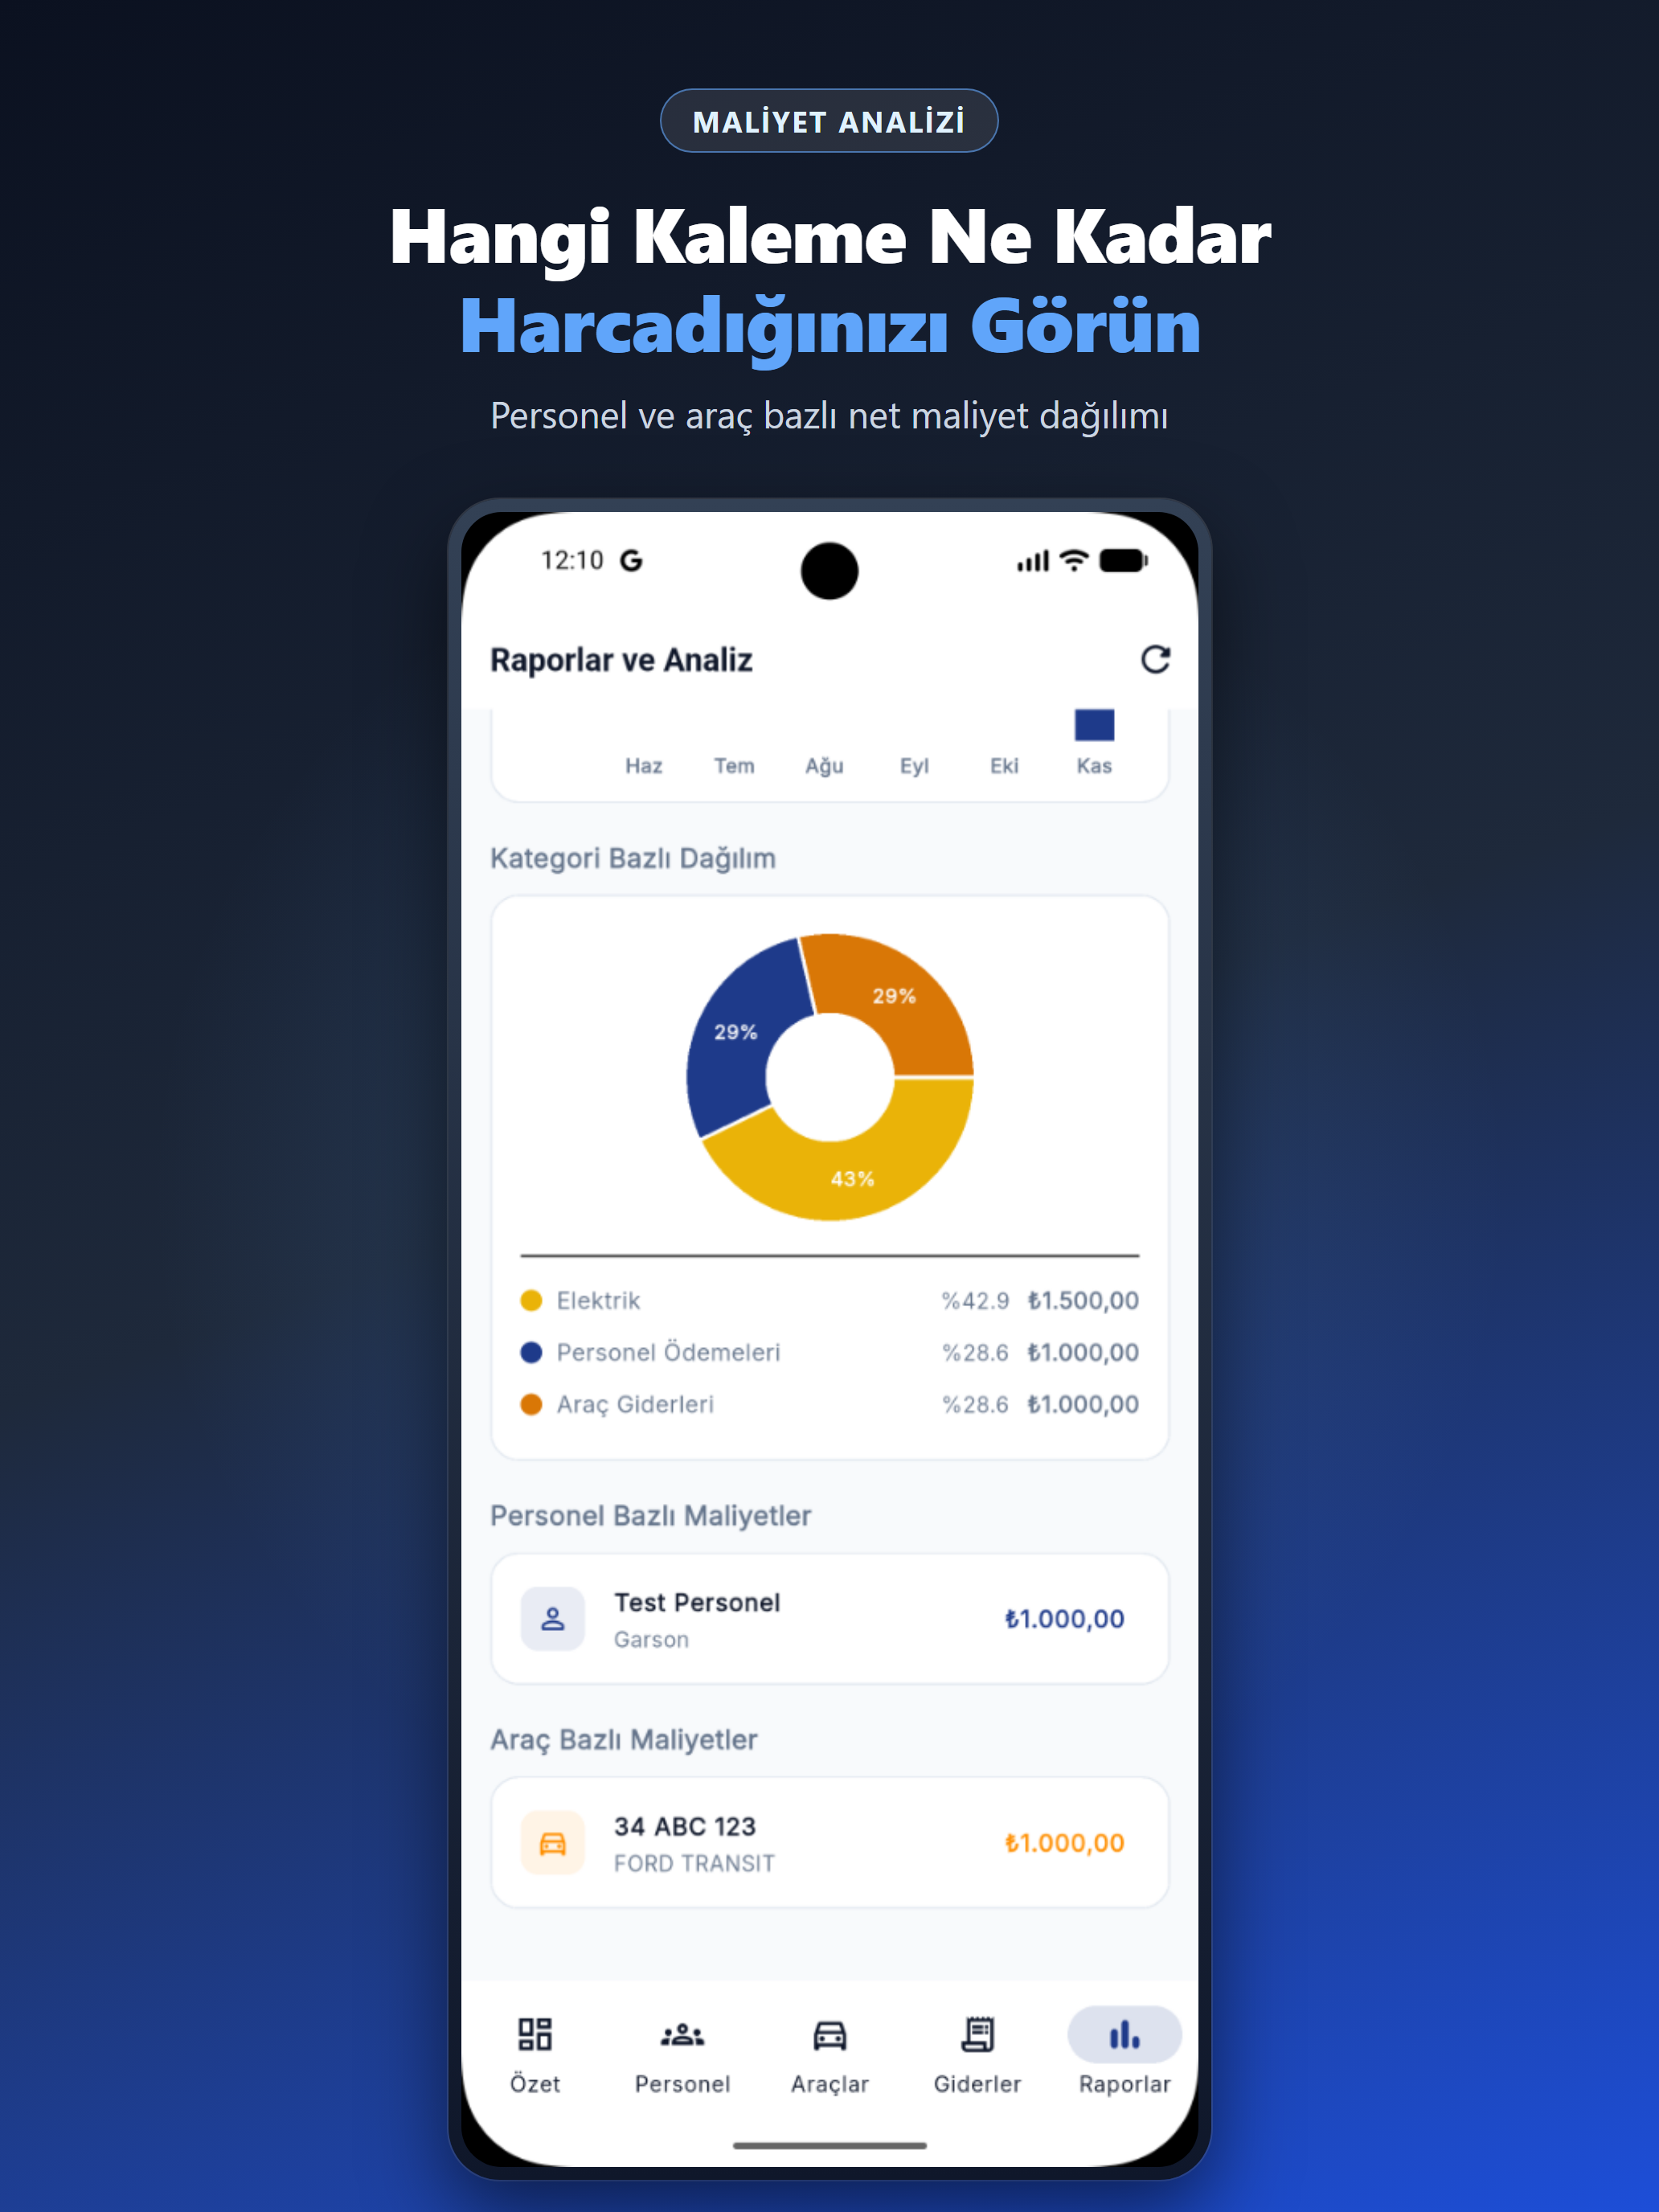 MALİYET ANALİZİ
Hangi Kaleme Ne Kadar
Harcadığınızı Görün
Personel ve araç bazlı net maliyet dağılımı
12:10 G
Raporlar ve Analiz
Haz Tem Ağu Eyl Eki Kas
Kategori Bazlı Dağılım
29%
29%
43%
Elektrik %42.9 ₺1.500,00
Personel Ödemeleri %28.6 ₺1.000,00
Araç Giderleri %28.6 ₺1.000,00
Personel Bazlı Maliyetler
Test Personel
Garson
₺1.000,00
Araç Bazlı Maliyetler
34 ABC 123
FORD TRANSIT
₺1.000,00
Özet Personel Araçlar Giderler Raporlar